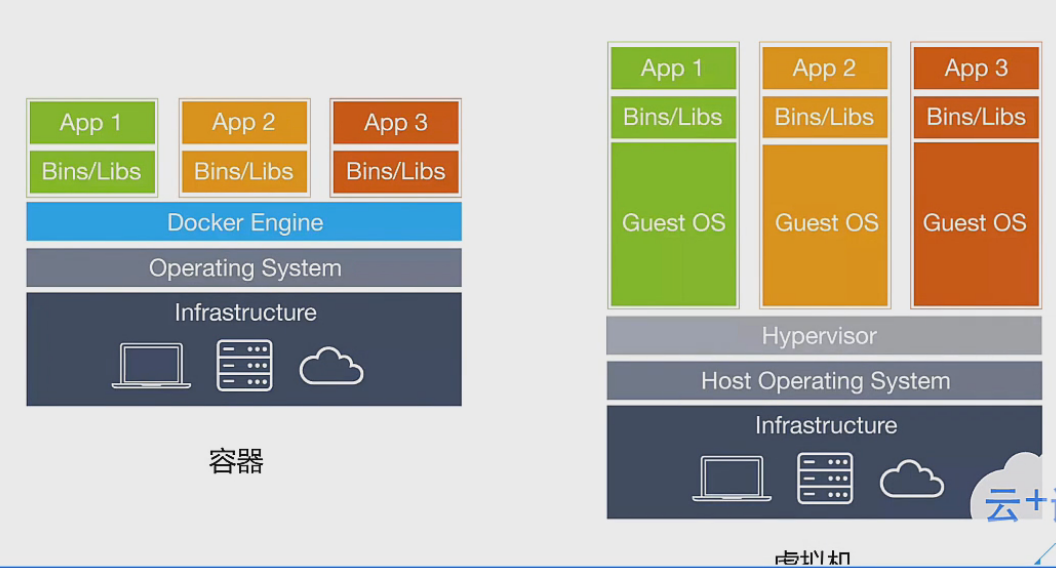 App 1
App 2
App 3
Bins/Libs
Bins/Libs
Bins/Libs
Docker Engine
Operating System
Infrastructure
容器
App 1
App 2
App 3
Bins/Libs
Bins/Libs
Bins/Libs
Guest OS
Guest OS
Guest OS
Hypervisor
Host Operating System
Infrastructure
云+
虚拟机